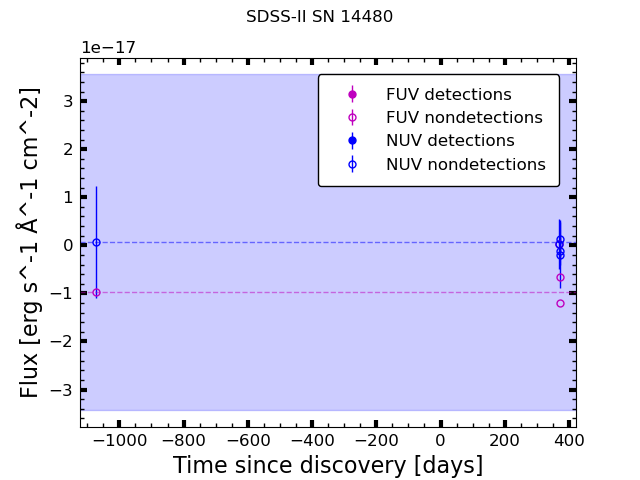 SDSS-II SN 14480
1e−17
FUV detections
FUV nondetections
NUV detections
NUV nondetections
3
2
1
0
−1
−2
−3
Flux [erg s^-1 Å^-1 cm^-2]
−1000 −800 −600 −400 −200 0 200 400
Time since discovery [days]